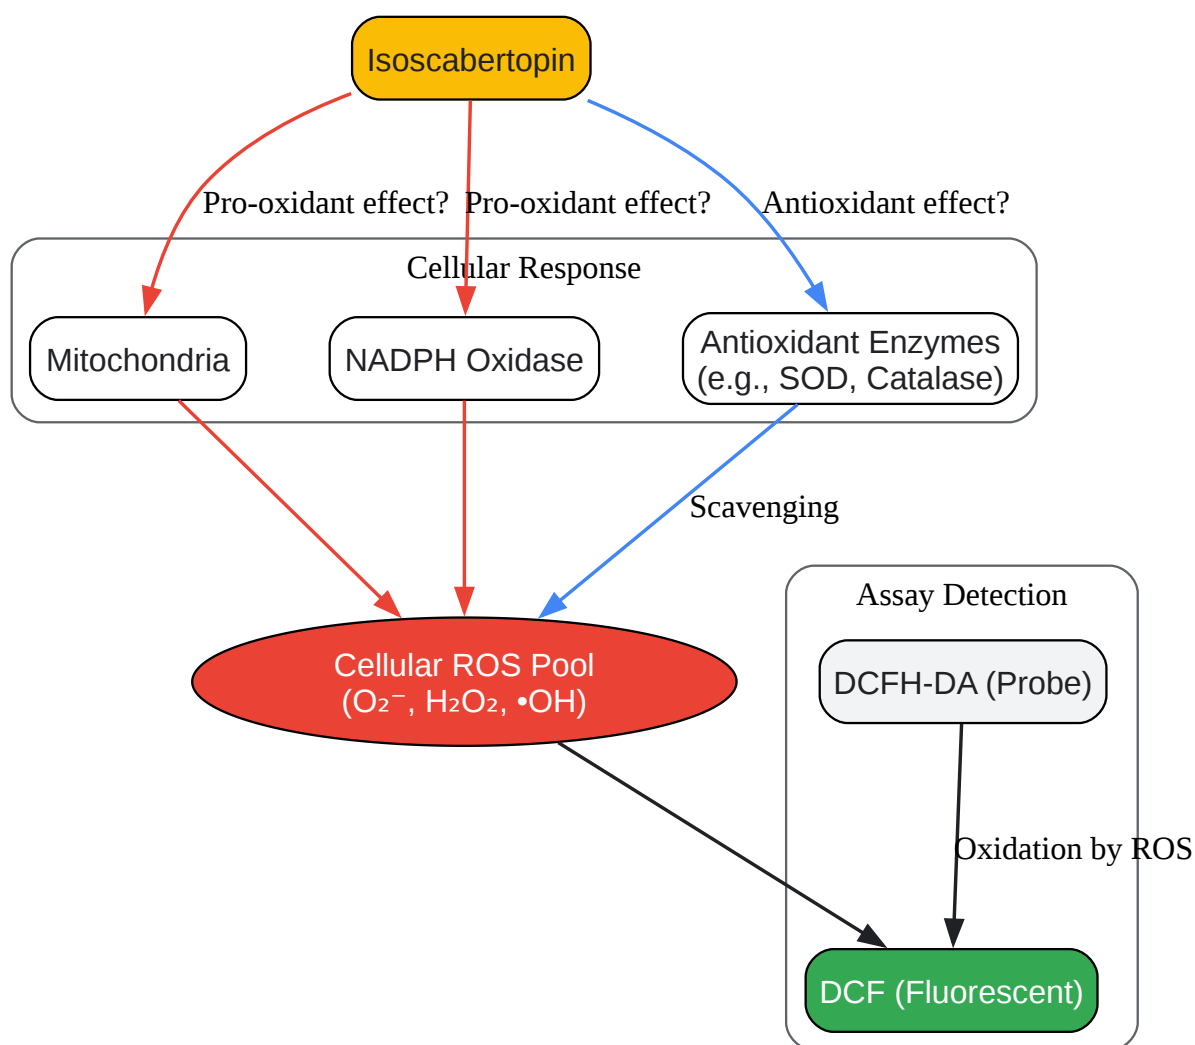 Isoscabertopin
Pro-oxidant effect?
Pro-oxidant effect?
Antioxidant effect?
Cellular Response
Mitochondria
NADPH Oxidase
Antioxidant Enzymes
(e.g., SOD, Catalase)
Scavenging
Assay Detection
Cellular ROS Pool
(O₂⁻, H₂O₂, •OH)
DCFH-DA (Probe)
Oxidation by ROS
DCF (Fluorescent)